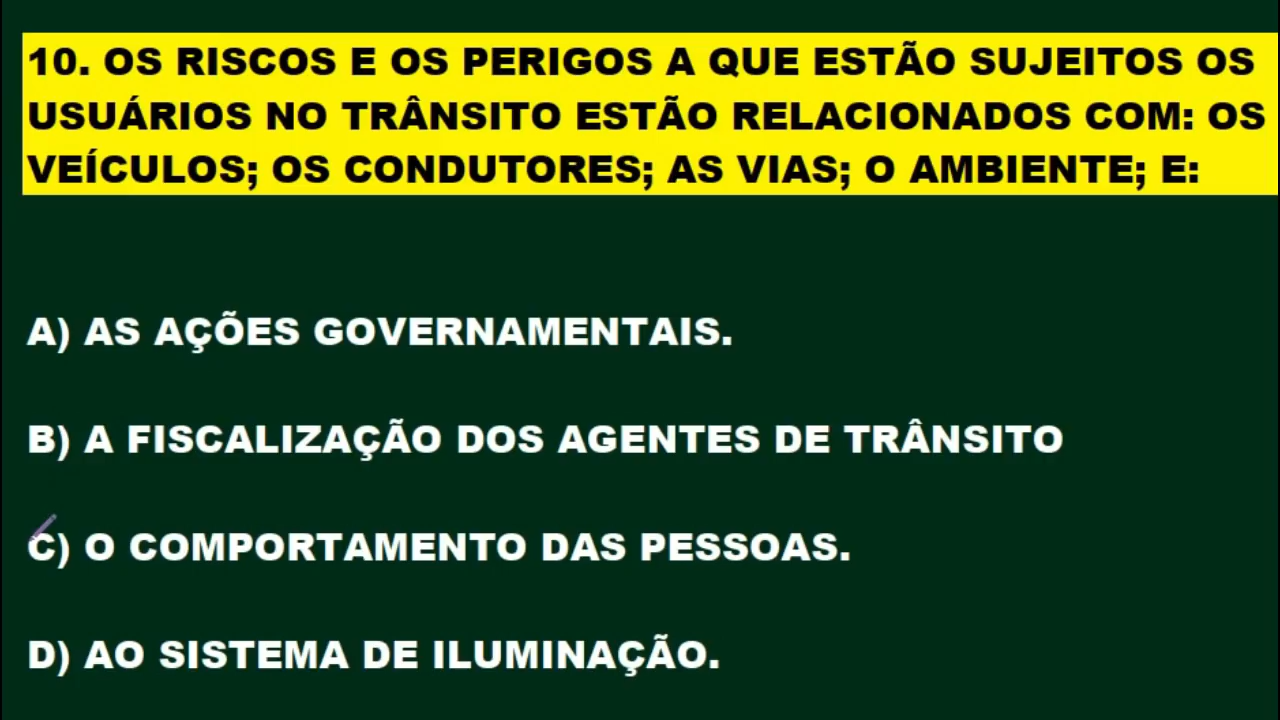 10. OS RISCOS E OS PERIGOS A QUE ESTÃO SUJEITOS OS
USUÁRIOS NO TRÂNSITO ESTÃO RELACIONADOS COM: OS
VEÍCULOS; OS CONDUTORES; AS VIAS; O AMBIENTE; E:
A) AS AÇÕES GOVERNAMENTAIS.
B) A FISCALIZAÇÃO DOS AGENTES DE TRÂNSITO
C) O COMPORTAMENTO DAS PESSOAS.
D) AO SISTEMA DE ILUMINAÇÃO.